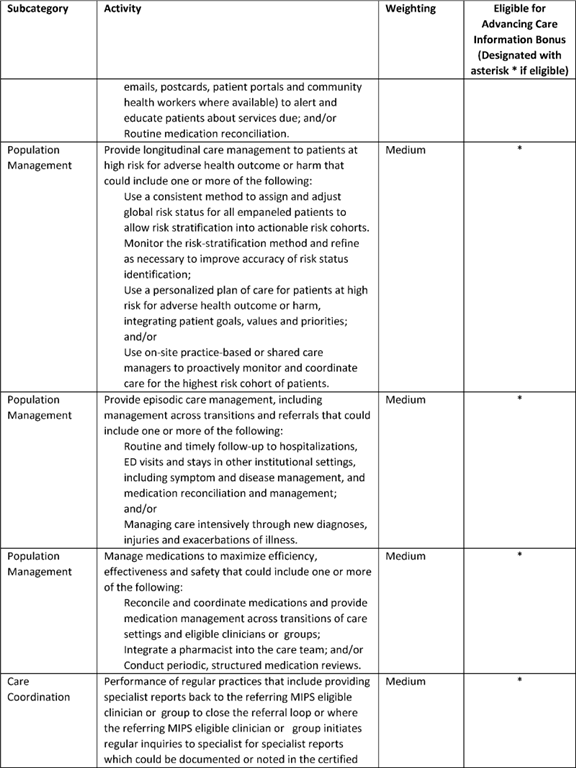 Subcategory
Activity
Weighting
Eligible for
Advancing Care
Information Bonus
(Designated with
asterisk * if eligible)
emails, postcards, patient portals and community
health workers where available) to alert and
educate patients about services due; and/or
Routine medication reconciliation.
Population
Management
Provide longitudinal care management to patients at
high risk for adverse health outcome or harm that
could include one or more of the following:
Use a consistent method to assign and adjust
global risk status for all empaneled patients to
allow risk stratification into actionable risk cohorts.
Monitor the risk-stratification method and refine
as necessary to improve accuracy of risk status
identification;
Use a personalized plan of care for patients at high
risk for adverse health outcome or harm,
integrating patient goals, values and priorities;
and/or
Use on-site practice-based or shared care
managers to proactively monitor and coordinate
care for the highest risk cohort of patients.
Medium
*
Population
Management
Provide episodic care management, including
management across transitions and referrals that could
include one or more of the following:
Routine and timely follow-up to hospitalizations,
ED visits and stays in other institutional settings,
including symptom and disease management, and
medication reconciliation and management;
and/or
Managing care intensively through new diagnoses,
injuries and exacerbations of illness.
Medium
*
Population
Management
Manage medications to maximize efficiency,
effectiveness and safety that could include one or more
of the following:
Reconcile and coordinate medications and provide
medication management across transitions of care
settings and eligible clinicians or groups;
Integrate a pharmacist into the care team; and/or
Conduct periodic, structured medication reviews.
Medium
*
Care
Coordination
Performance of regular practices that include providing
specialist reports back to the referring MIPS eligible
clinician or group to close the referral loop or where
the referring MIPS eligible clinician or group initiates
regular inquiries to specialist for specialist reports
which could be documented or noted in the certified
Medium
*